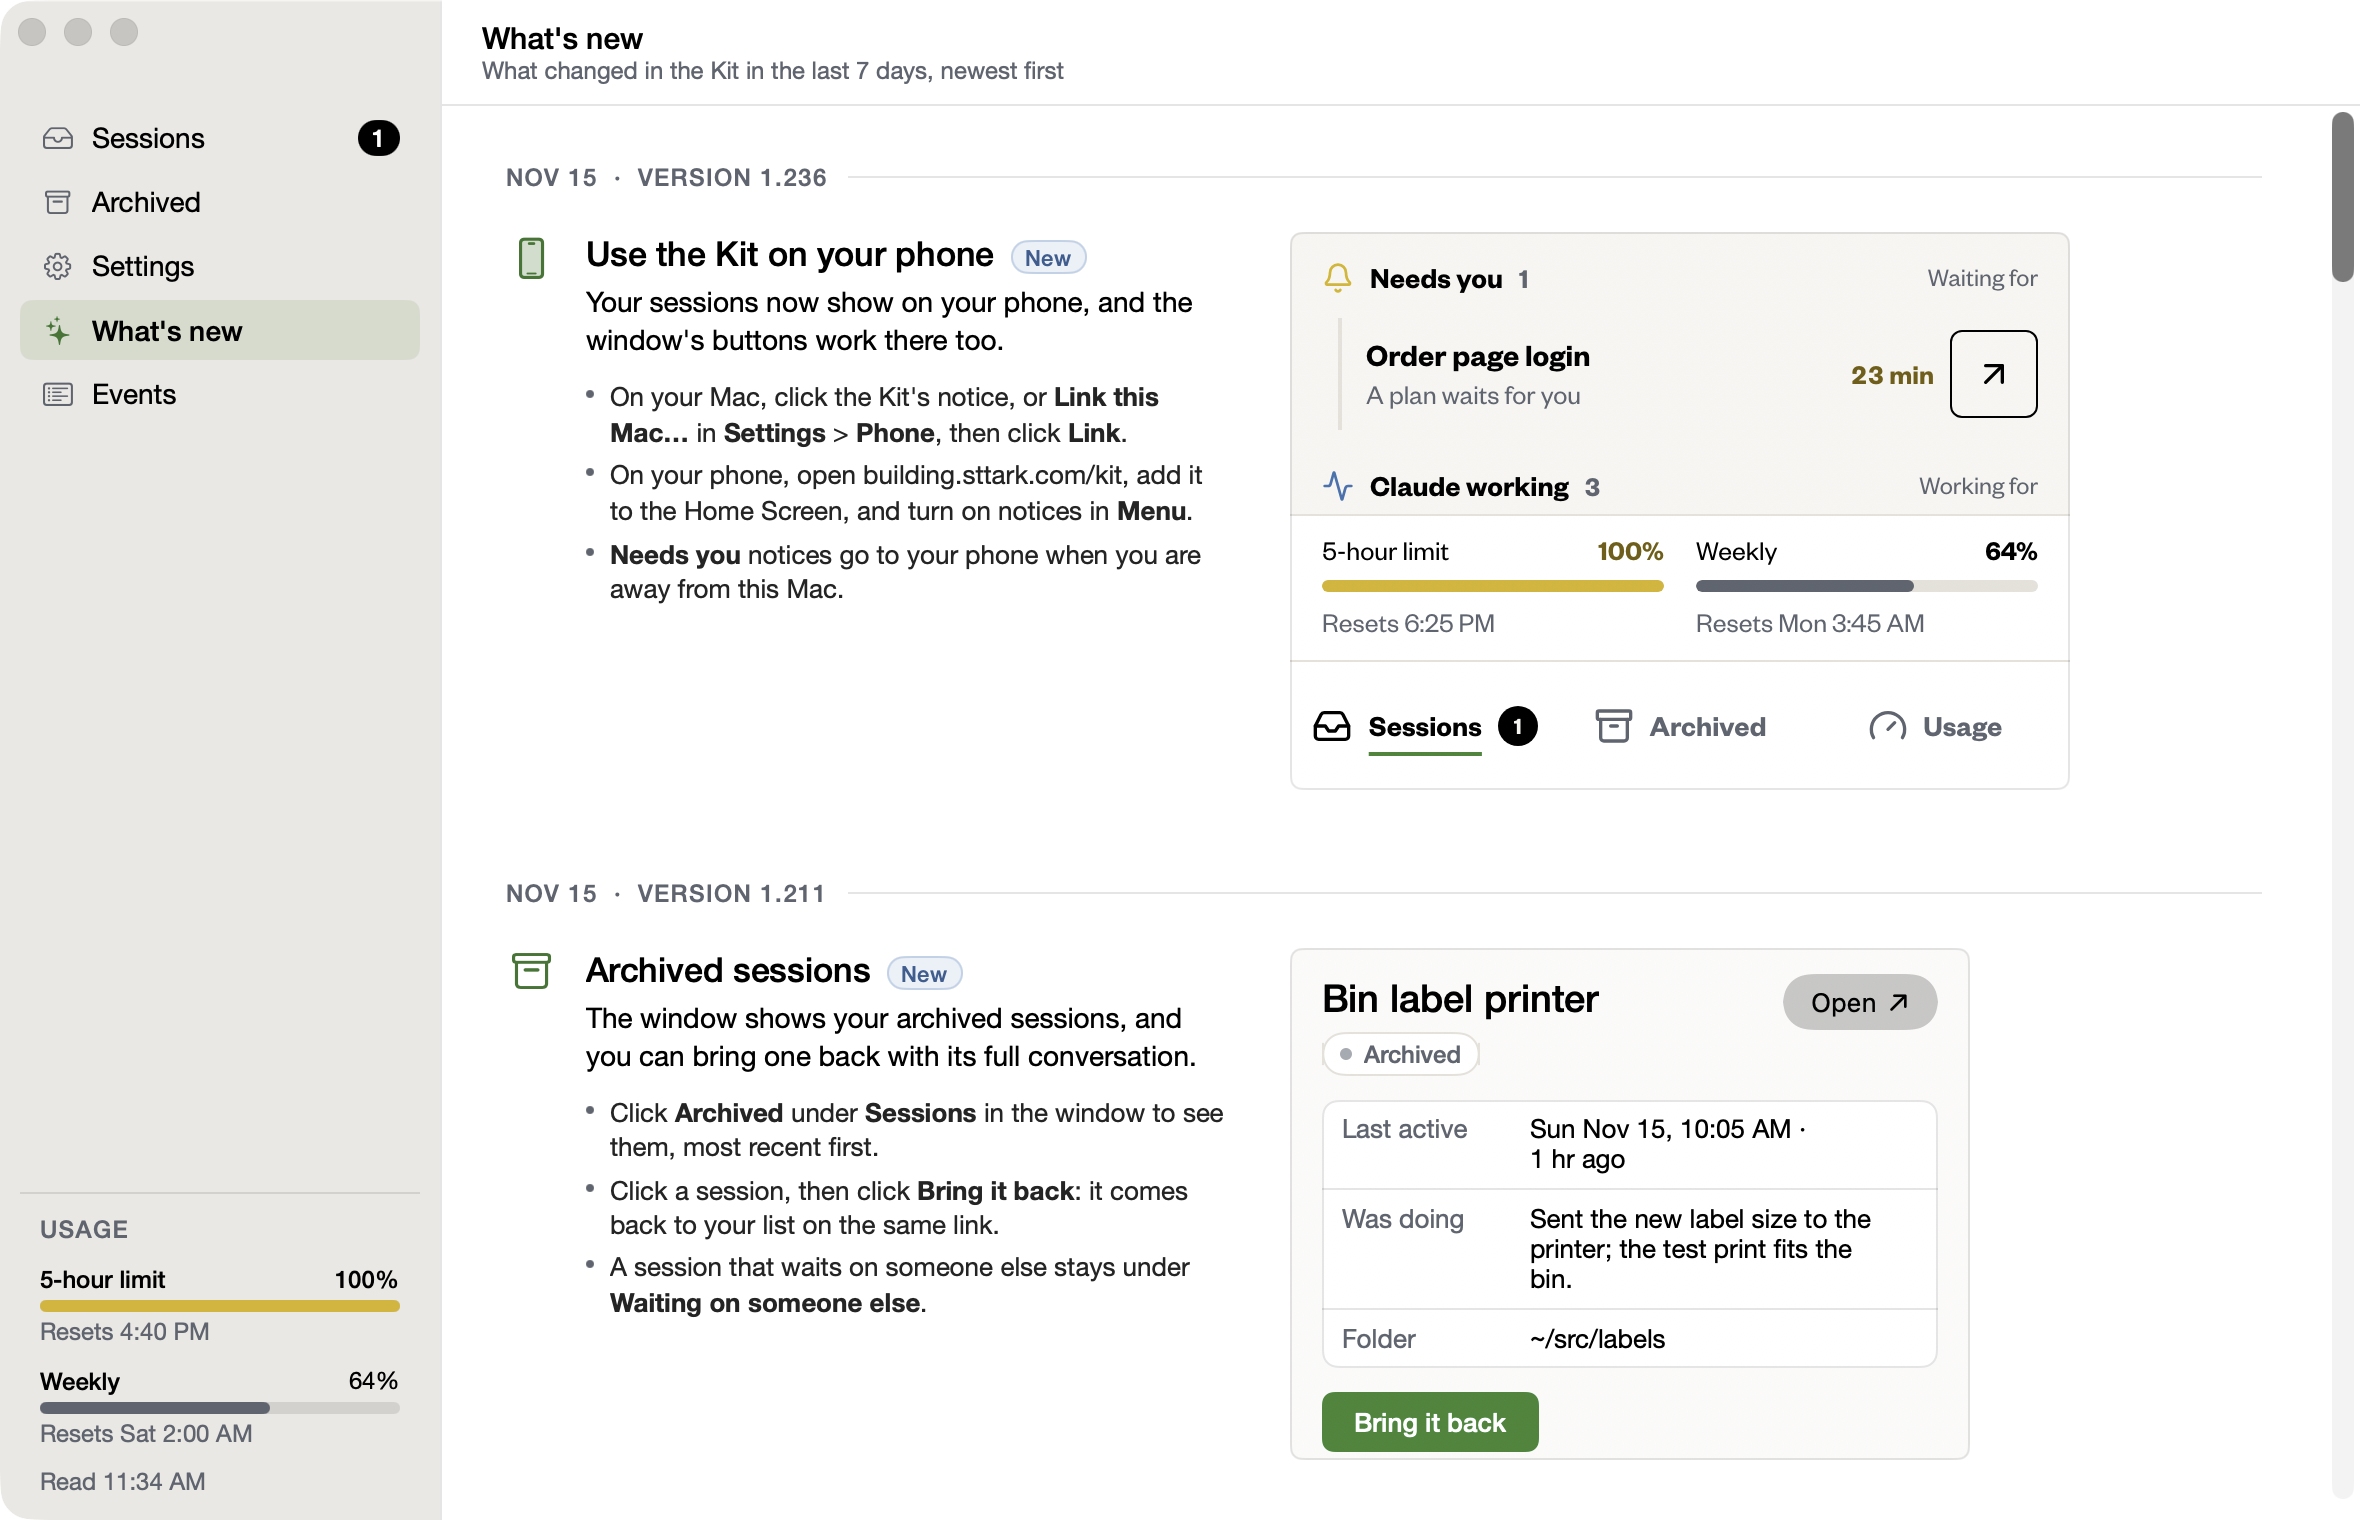 What's new
What changed in the Kit in the last 7 days, newest first
Sessions 1
Archived
Settings
What's new
Events
USAGE
5-hour limit 100%
Resets 4:40 PM
Weekly 64%
Resets Sat 2:00 AM
Read 11:34 AM
NOV 15 · VERSION 1.236
Use the Kit on your phone New
Your sessions now show on your phone, and the
window's buttons work there too.
• On your Mac, click the Kit's notice, or Link this
Mac... in Settings > Phone, then click Link.
• On your phone, open building.sttark.com/kit, add it
to the Home Screen, and turn on notices in Menu.
• Needs you notices go to your phone when you are
away from this Mac.
Needs you 1 Waiting for
Order page login
A plan waits for you
23 min
Claude working 3 Working for
5-hour limit 100% Weekly 64%
Resets 6:25 PM Resets Mon 3:45 AM
Sessions 1 Archived Usage
NOV 15 · VERSION 1.211
Archived sessions New
The window shows your archived sessions, and
you can bring one back with its full conversation.
• Click Archived under Sessions in the window to see
them, most recent first.
• Click a session, then click Bring it back: it comes
back to your list on the same link.
• A session that waits on someone else stays under
Waiting on someone else.
Bin label printer Open
Archived
Last active Sun Nov 15, 10:05 AM ·
1 hr ago
Was doing Sent the new label size to the
printer; the test print fits the
bin.
Folder ~/src/labels
Bring it back